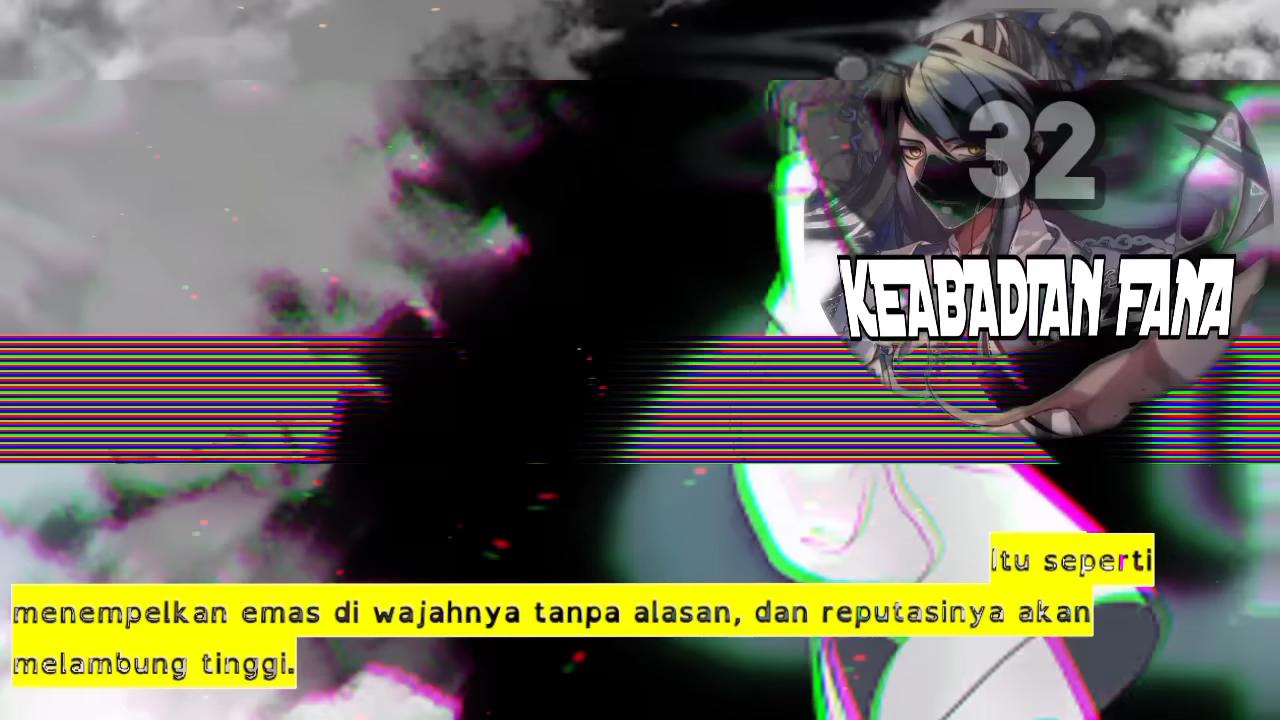 32
KEABADIAN FANA
Itu seperti
menempelkan emas di wajahnya tanpa alasan, dan reputasinya akan
melambung tinggi.